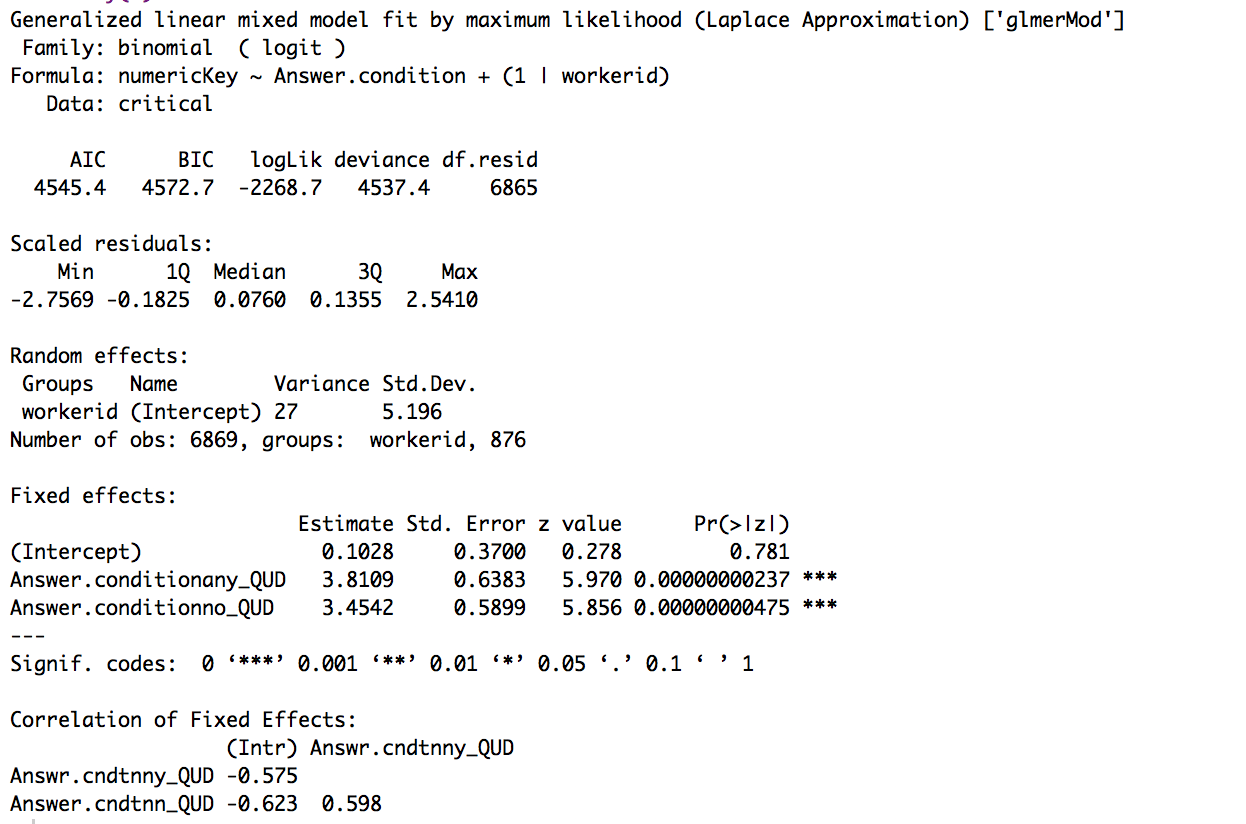 Generalized linear mixed model fit by maximum likelihood (Laplace Approximation) ['glmerMod']
 Family: binomial  ( logit )
Formula: numericKey ~ Answer.condition + (1 | workerid)
   Data: critical

     AIC      BIC   logLik deviance df.resid
  4545.4   4572.7  -2268.7   4537.4     6865

Scaled residuals:
    Min      1Q  Median      3Q     Max
-2.7569 -0.1825  0.0760  0.1355  2.5410

Random effects:
 Groups   Name        Variance Std.Dev.
 workerid (Intercept) 27       5.196
Number of obs: 6869, groups:  workerid, 876

Fixed effects:
                        Estimate Std. Error z value      Pr(>|z|)
(Intercept)               0.1028     0.3700   0.278         0.781
Answer.conditionany_QUD   3.8109     0.6383   5.970 0.00000000237 ***
Answer.conditionno_QUD    3.4542     0.5899   5.856 0.00000000475 ***
---
Signif. codes:  0 ‘***’ 0.001 ‘**’ 0.01 ‘*’ 0.05 ‘.’ 0.1 ‘ ’ 1

Correlation of Fixed Effects:
                  (Intr) Answr.cndtnny_QUD
Answr.cndtnny_QUD -0.575
Answer.cndtnn_QUD -0.623  0.598